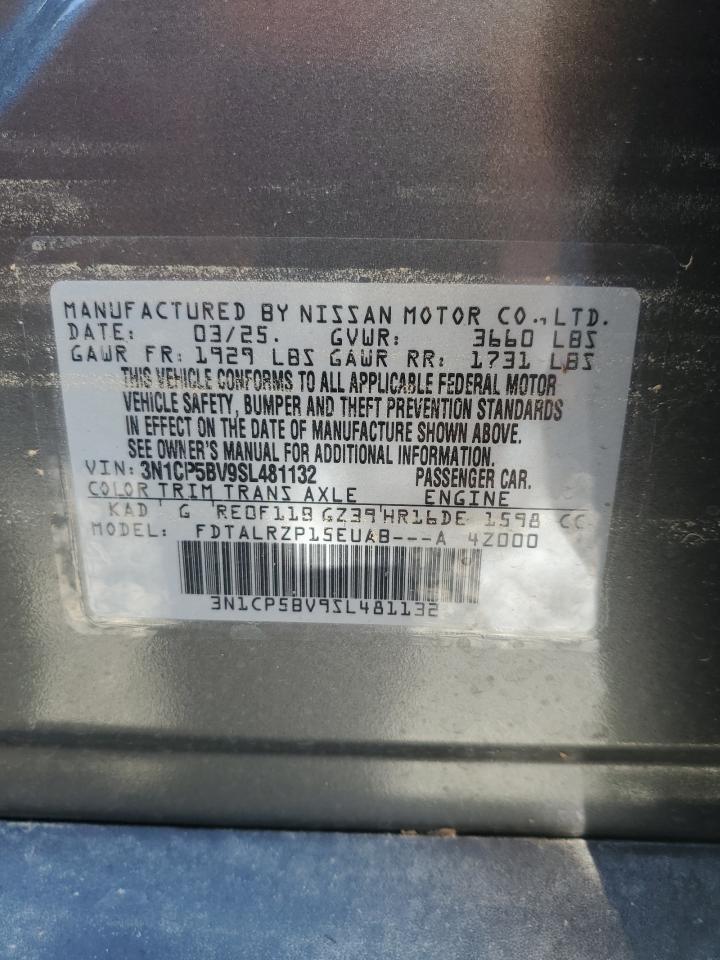 MANUFACTURED BY NISSAN MOTOR CO., LTD.
DATE: 03/25. GVWR: 3660 LBS
GAWR FR: 1929 LBS GAWR RR: 1731 LBS
THIS VEHICLE CONFORMS TO ALL APPLICABLE FEDERAL MOTOR
VEHICLE SAFETY, BUMPER AND THEFT PREVENTION STANDARDS
IN EFFECT ON THE DATE OF MANUFACTURE SHOWN ABOVE.
SEE OWNER'S MANUAL FOR ADDITIONAL INFORMATION.
VIN: 3N1CP5BV9SL481132 PASSENGER CAR.
COLOR TRIM TRANS AXLE ENGINE
KAD G RE0F11B GZ39 HR16DE 1598 CC
MODEL: FDTALRZP15EUAB---A 4Z000
3N1CP5BV9SL481132